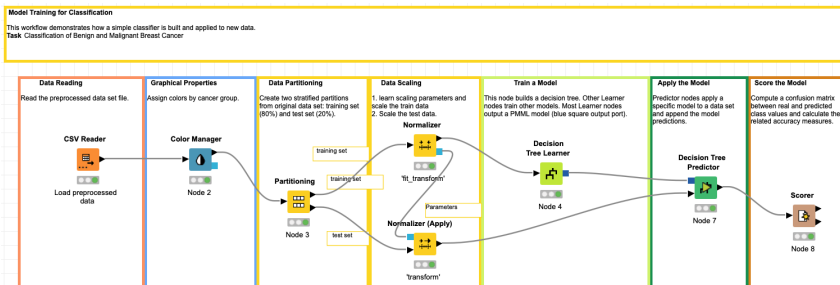 Model Training for Classification
This workflow demonstrates how a simple classifier is built and applied to new data.
Task Classification of Benign and Malignant Breast Cancer
Data Reading
Read the preprocessed data set file.
CSV Reader
Load preprocessed
data
Graphical Properties
Assign colors by cancer group.
Color Manager
Node 2
Data Partitioning
Create two stratified partitions
from original data set: training set
(80%) and test set (20%).
training set
training set
Partitioning
Node 3
test set
Data Scaling
1. learn scaling parameters and
scale the train data
2. Scale the test data.
Normalizer
'fit_transform'
Parameters
Normalizer (Apply)
'transform'
Train a Model
This node builds a decision tree. Other Learner
nodes train other models. Most Learner nodes
output a PMML model (blue square output port).
Decision
Tree Learner
Node 4
Apply the Model
Predictor nodes apply a
specific model to a data set
and append the model
predictions.
Decision Tree
Predictor
Node 7
Score the Model
Compute a confusion matrix
between real and predicted
class values and calculate the
related accuracy measures.
Scorer
Node 8